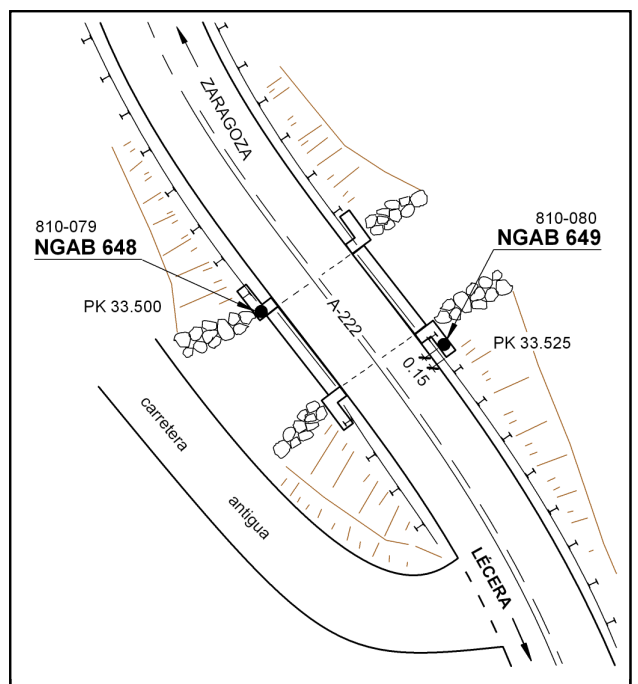 ZARAGOZA
810-079
NGAB 648
PK 33.500
810-080
NGAB 649
PK 33.525
A-222
0.15
carretera
antigua
LÉCERA